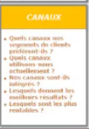 CANAUX
• Quels canaux nos
segments de clients
préfèrent-ils ?
• Quels canaux
utilisons nous
actuellement ?
• Nos canaux sont-ils
intégrés ?
• Lesquels donnent les
meilleurs résultats ?
• Lesquels sont les plus
rentables ?